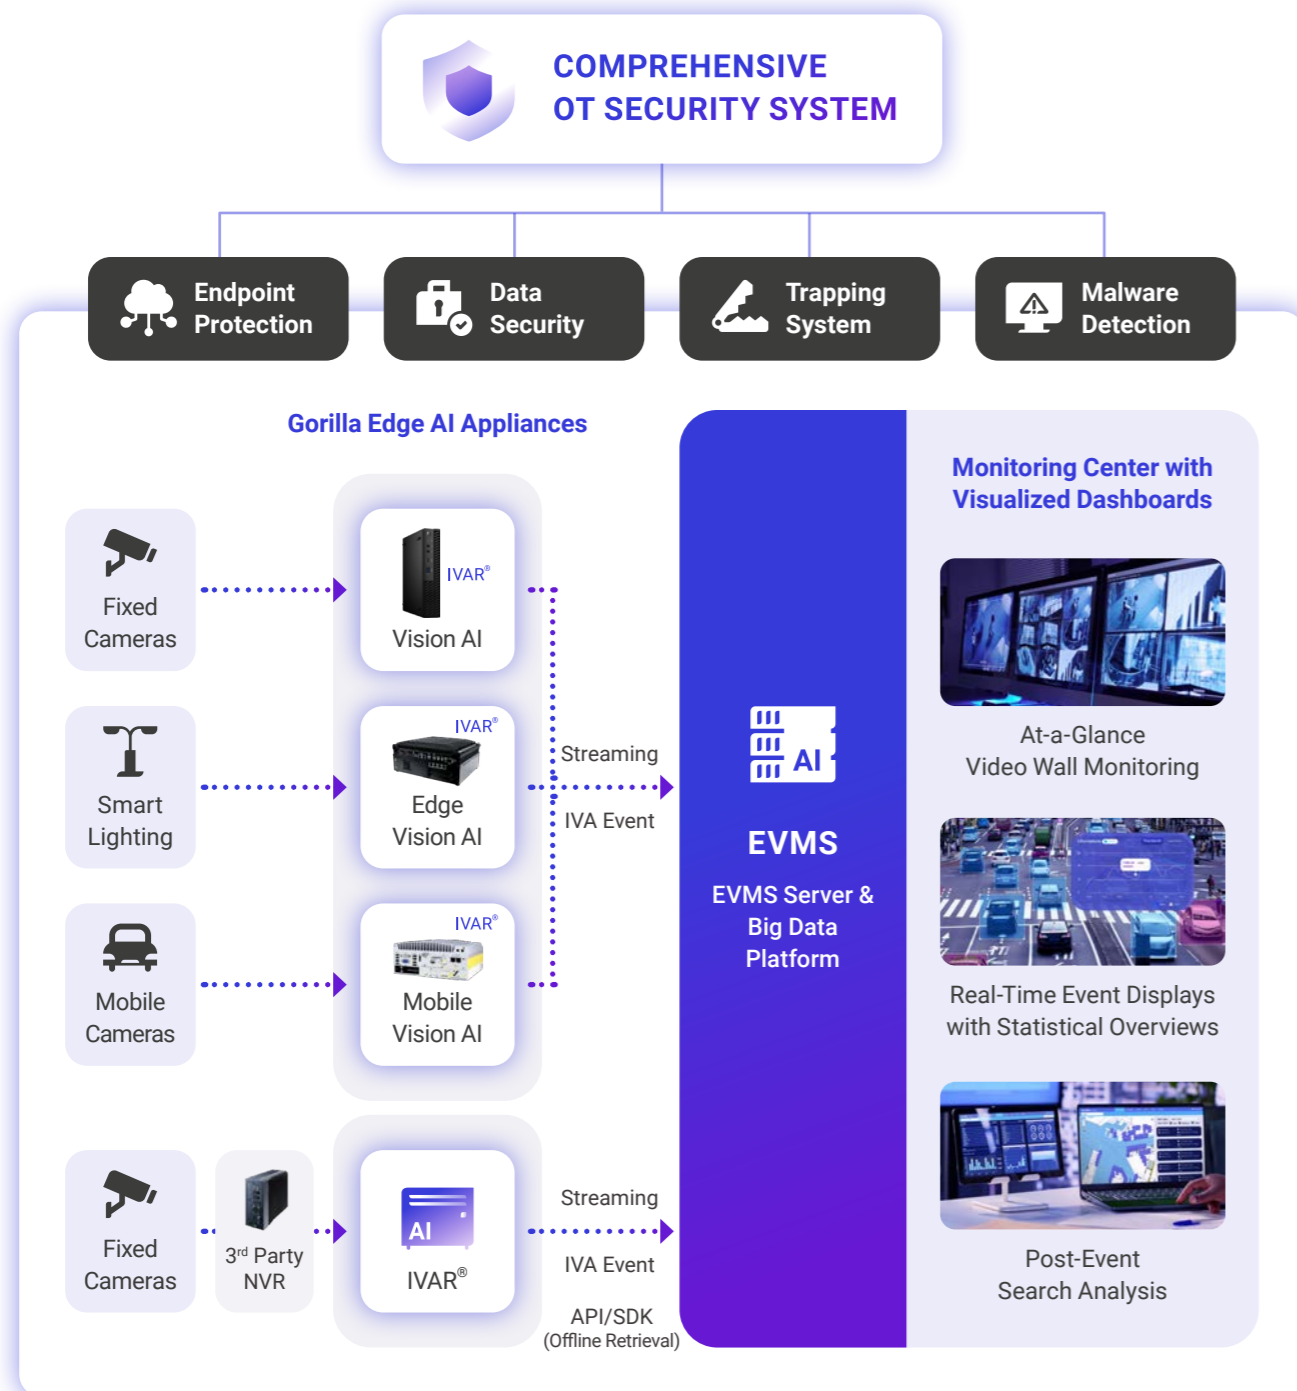 COMPREHENSIVE
OT SECURITY SYSTEM
Endpoint
Protection
Data
Security
Trapping
System
Malware
Detection
Gorilla Edge AI Appliances
Fixed
Cameras
IVAR®
Vision AI
Smart
Lighting
IVAR®
Edge
Vision AI
Mobile
Cameras
IVAR®
Mobile
Vision AI
Streaming
IVA Event
Fixed
Cameras
3rd Party
NVR
AI
IVAR®
Streaming
IVA Event
API/SDK
(Offline Retrieval)
AI
EVMS
EVMS Server &
Big Data
Platform
Monitoring Center with
Visualized Dashboards
At-a-Glance
Video Wall Monitoring
Real-Time Event Displays
with Statistical Overviews
Post-Event
Search Analysis